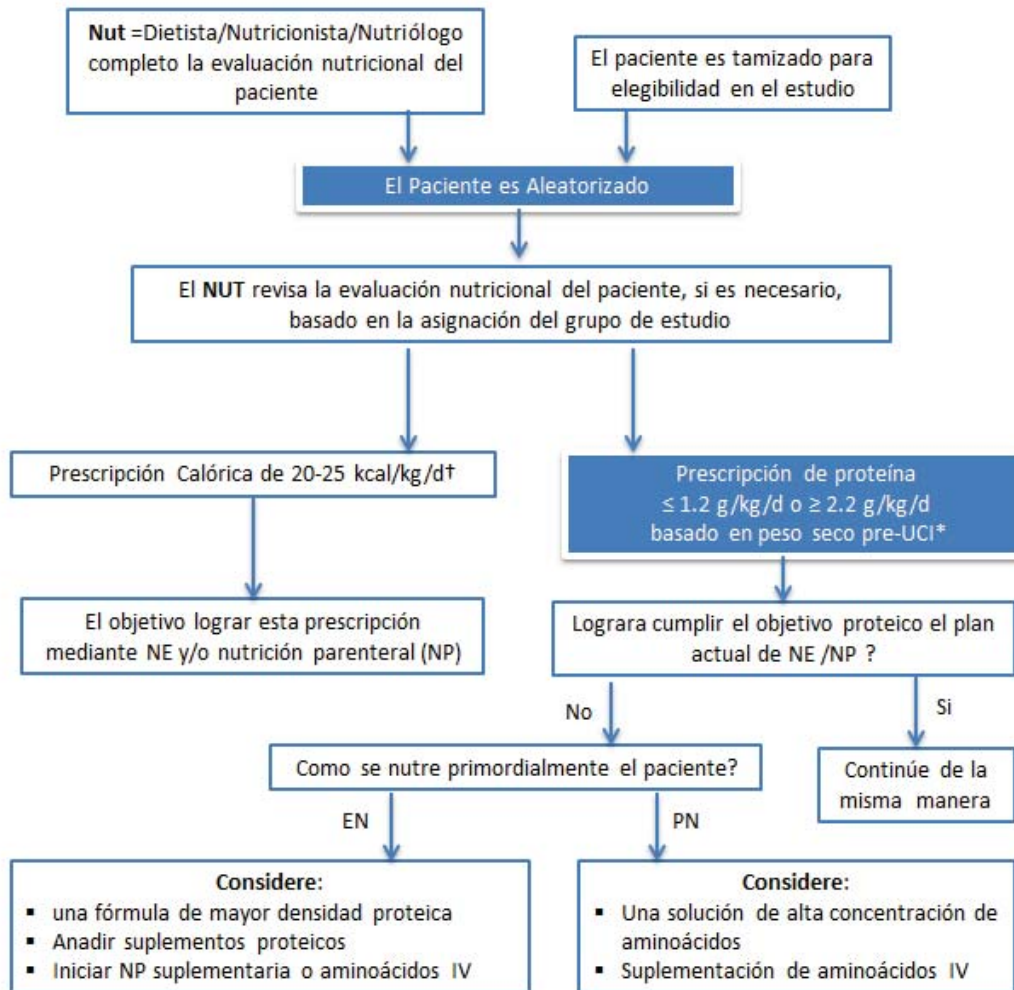 Nut =Dietista/Nutricionista/Nutriólogo
completo la evaluación nutricional del
paciente
El paciente es tamizado para
elegibilidad en el estudio
El Paciente es Aleatorizado
El NUT revisa la evaluación nutricional del paciente, si es necesario,
basado en la asignación del grupo de estudio
Prescripción Calórica de 20-25 kcal/kg/d†
Prescripción de proteína
≤ 1.2 g/kg/d o ≥ 2.2 g/kg/d
basado en peso seco pre-UCI*
El objetivo lograr esta prescripción
mediante NE y/o nutrición parenteral (NP)
Lograra cumplir el objetivo proteico el plan
actual de NE /NP ?
No
Si
Como se nutre primordialmente el paciente?
Continúe de la
misma manera
EN
PN
Considere:
▪ una fórmula de mayor densidad proteica
▪ Anadir suplementos proteicos
▪ Iniciar NP suplementaria o aminoácidos IV
Considere:
▪ Una solución de alta concentración de
aminoácidos
▪ Suplementación de aminoácidos IV